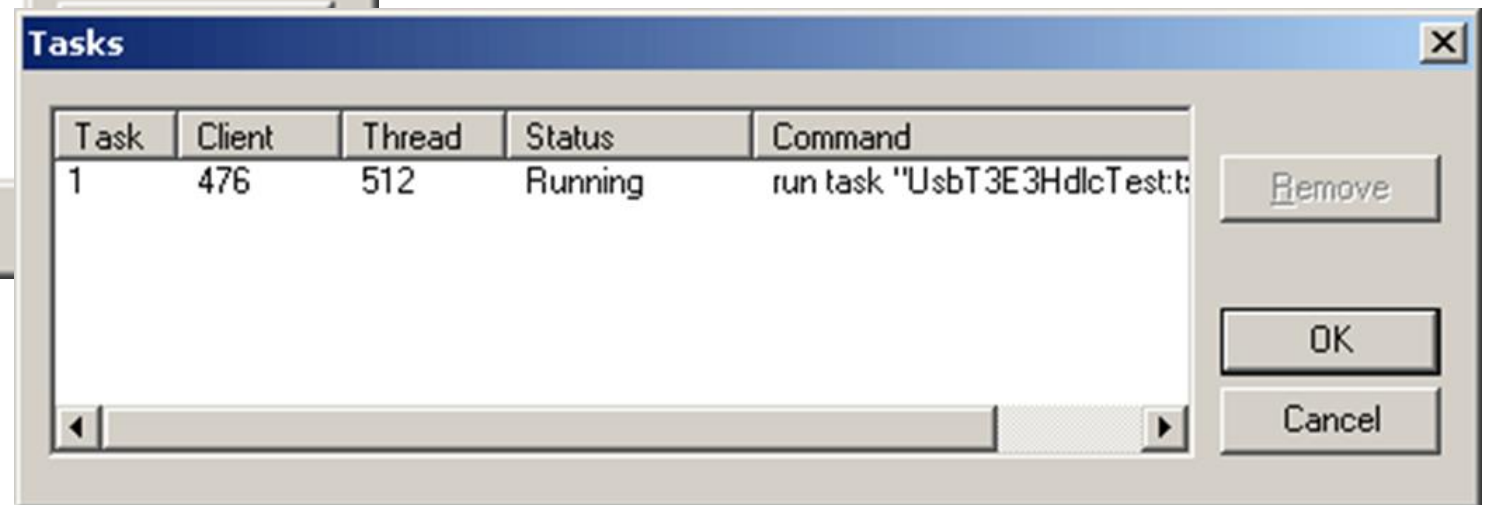 Tasks
Task Client Thread Status Command
1 476 512 Running run task "UsbT3E3HdlcTest:t
Remove
OK
Cancel